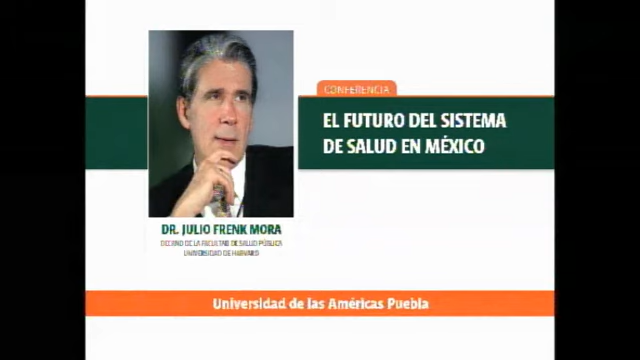 CONFERENCIA
EL FUTURO DEL SISTEMA
DE SALUD EN MÉXICO
DR. JULIO FRENK MORA
DECANO DE LA FACULTAD DE SALUD PÚBLICA
UNIVERSIDAD DE HARVARD
Universidad de las Américas Puebla